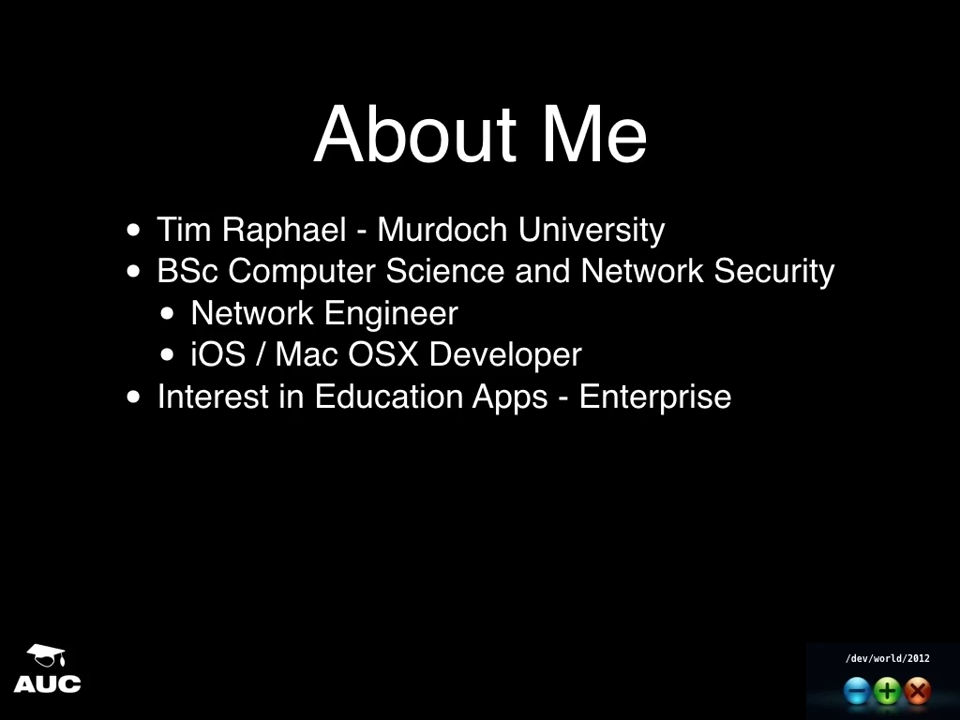 About Me
• Tim Raphael - Murdoch University
• BSc Computer Science and Network Security
• Network Engineer
• iOS / Mac OSX Developer
• Interest in Education Apps - Enterprise
AUC
/dev/world/2012